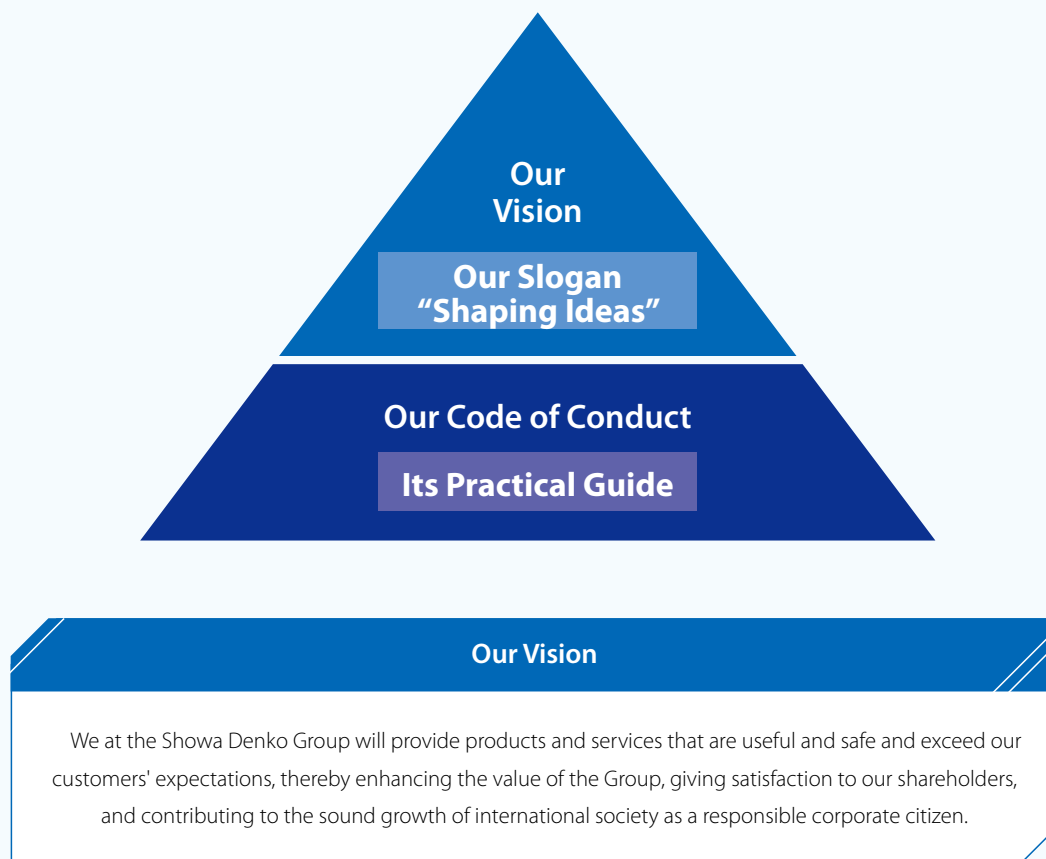 Our
Vision
Our Slogan
“Shaping Ideas”
Our Code of Conduct
Its Practical Guide
Our Vision
We at the Showa Denko Group will provide products and services that are useful and safe and exceed our
customers' expectations, thereby enhancing the value of the Group, giving satisfaction to our shareholders,
and contributing to the sound growth of international society as a responsible corporate citizen.